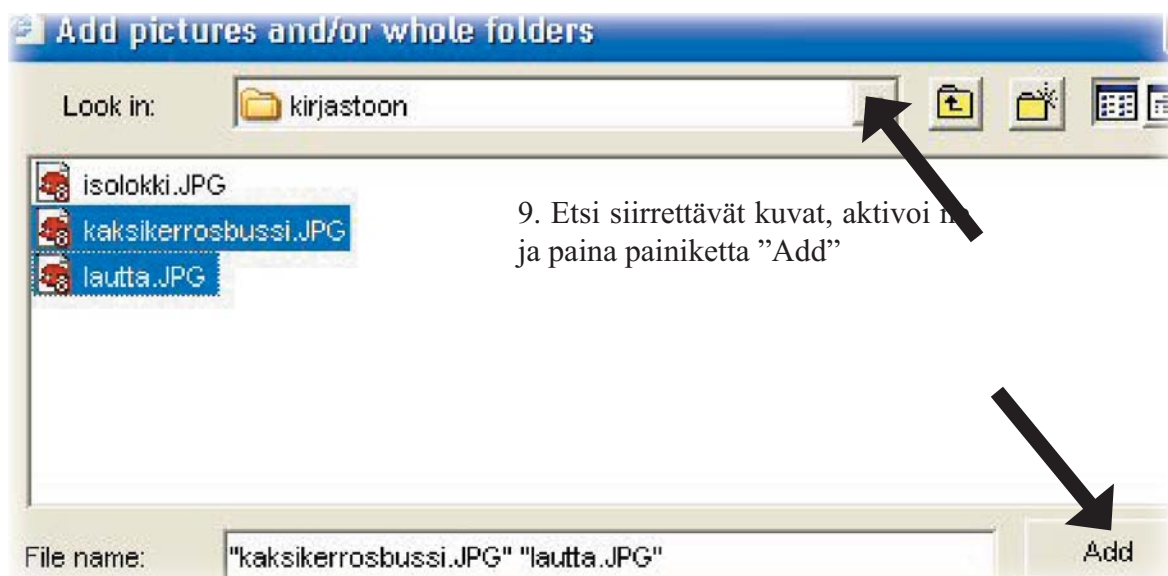 Add pictures and/or whole folders
Look in: kirjastoon
isolokki.JPG
kaksikerrosbussi.JPG
lautta.JPG
9. Etsi siirrettävät kuvat, aktivoi
ja paina painiketta ”Add”
File name: "kaksikerrosbussi.JPG" "lautta.JPG" Add